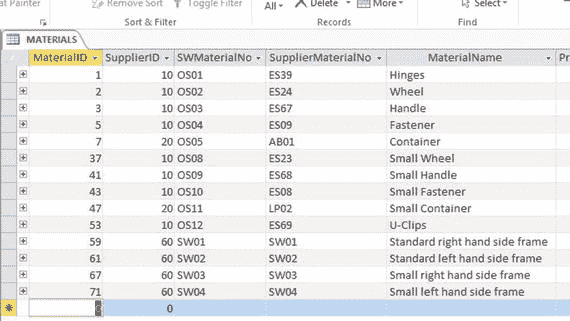 at Painter
Remove Sort
Toggle Filter
All
Delete
More
Select
Sort & Filter
Records
Find
MATERIALS
MaterialID SupplierID SWMaterialNo SupplierMaterialNo MaterialName Pr
1 10 OS01 ES39 Hinges
2 10 OS02 ES24 Wheel
3 10 OS03 ES67 Handle
5 10 OS04 ES09 Fastener
7 20 OS05 AB01 Container
37 10 OS08 ES23 Small Wheel
41 10 OS09 ES68 Small Handle
43 10 OS10 ES08 Small Fastener
47 20 OS11 LP02 Small Container
53 10 OS12 ES69 U-Clips
59 60 SW01 SW01 Standard right hand side frame
61 60 SW02 SW02 Standard left hand side frame
67 60 SW03 SW03 Small right hand side frame
71 60 SW04 SW04 Small left hand side frame
0